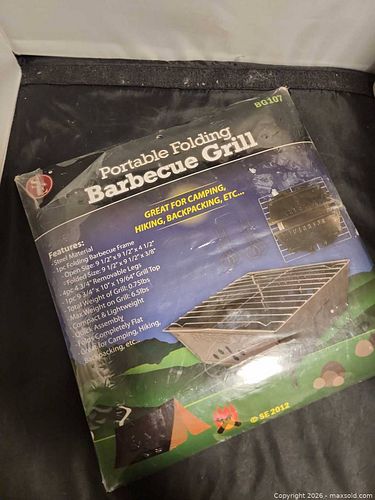 BG107
Portable Folding
Barbecue Grill
GREAT FOR CAMPING,
HIKING, BACKPACKING, ETC...
Features:
-Steel Material
-1pc Folding Barbecue Frame
-Open Size: 9 1/2" x 9 1/2" x 4 1/2"
-Folded Size: 9 1/2" x 9 1/2" x 3/8"
-4pc 4 3/4" Removable Legs
-1pc 9 3/16" x 10" x 19/64" Grill Top
-Total Weight of Grill: 0.75lbs
-Max Weight on Grill: 6.5lbs
-Compact & Lightweight
-Quick Assembly
-Folds Completely Flat
for Camping, Hiking,
etc...
© SE 2012
Copyright 2026 - maxsold.com